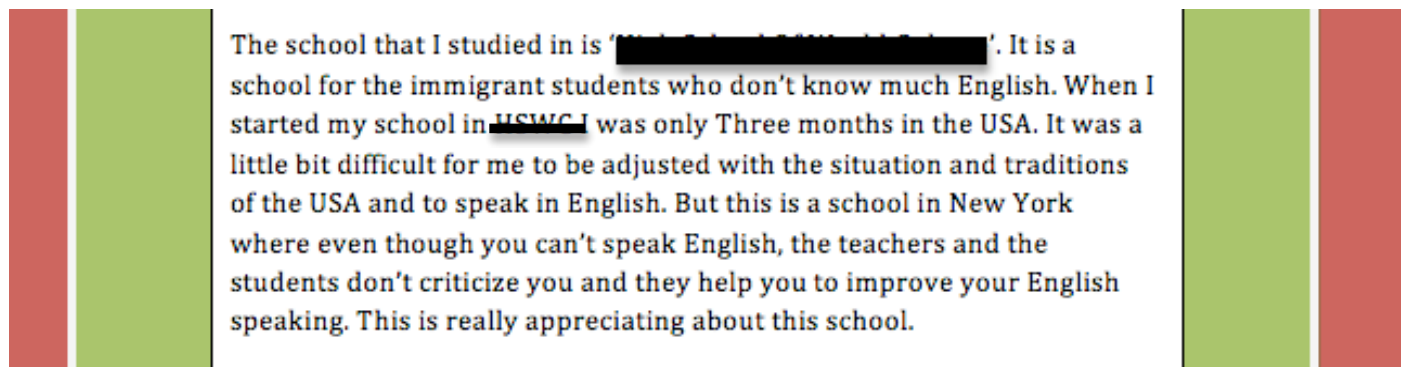 The school that I studied in is ‘ ’. It is a
school for the immigrant students who don’t know much English. When I
started my school in I was only Three months in the USA. It was a
little bit difficult for me to be adjusted with the situation and traditions
of the USA and to speak in English. But this is a school in New York
where even though you can’t speak English, the teachers and the
students don’t criticize you and they help you to improve your English
speaking. This is really appreciating about this school.